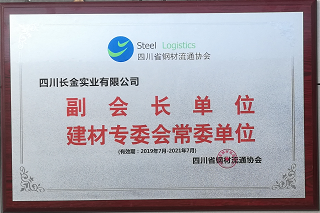 Steel Logistics
四川省钢材流通协会
四川长金实业有限公司
副会长单位
建材专委会常委单位
(有效期：2019年7月-2021年7月)
四川省钢材流通协会